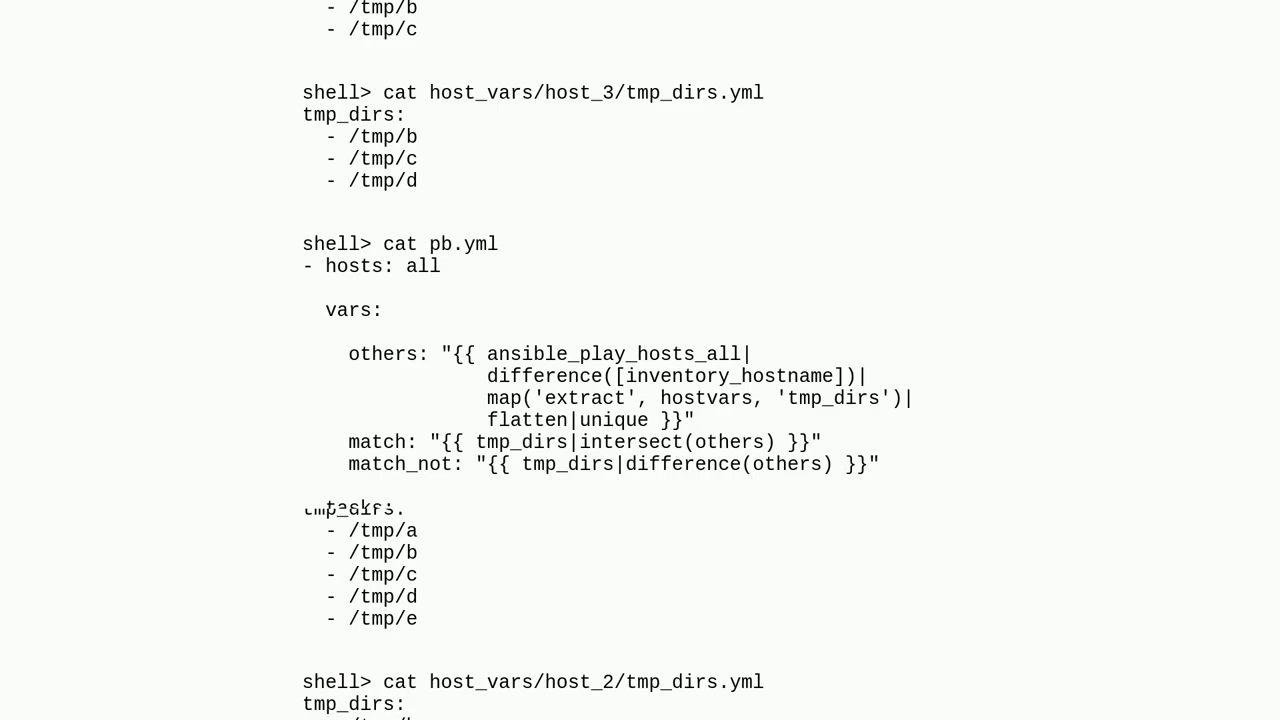 - /tmp/b
  - /tmp/c
shell> cat host_vars/host_3/tmp_dirs.yml
tmp_dirs:
  - /tmp/b
  - /tmp/c
  - /tmp/d
shell> cat pb.yml
- hosts: all
  vars:
    others: "{{ ansible_play_hosts_all|
                difference([inventory_hostname])|
                map('extract', hostvars, 'tmp_dirs')|
                flatten|unique }}"
    match: "{{ tmp_dirs|intersect(others) }}"
    match_not: "{{ tmp_dirs|difference(others) }}"
  - /tmp/a
  - /tmp/b
  - /tmp/c
  - /tmp/d
  - /tmp/e
shell> cat host_vars/host_2/tmp_dirs.yml
tmp_dirs: